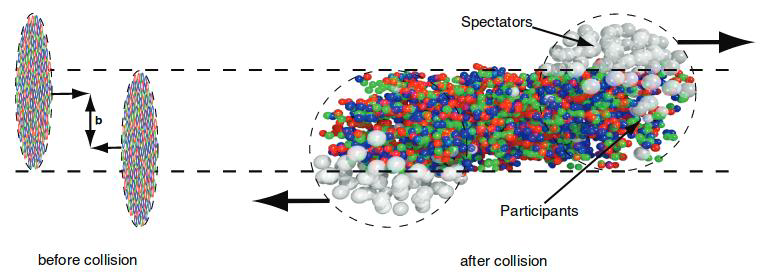 Spectators
b
Participants
before collision
after collision